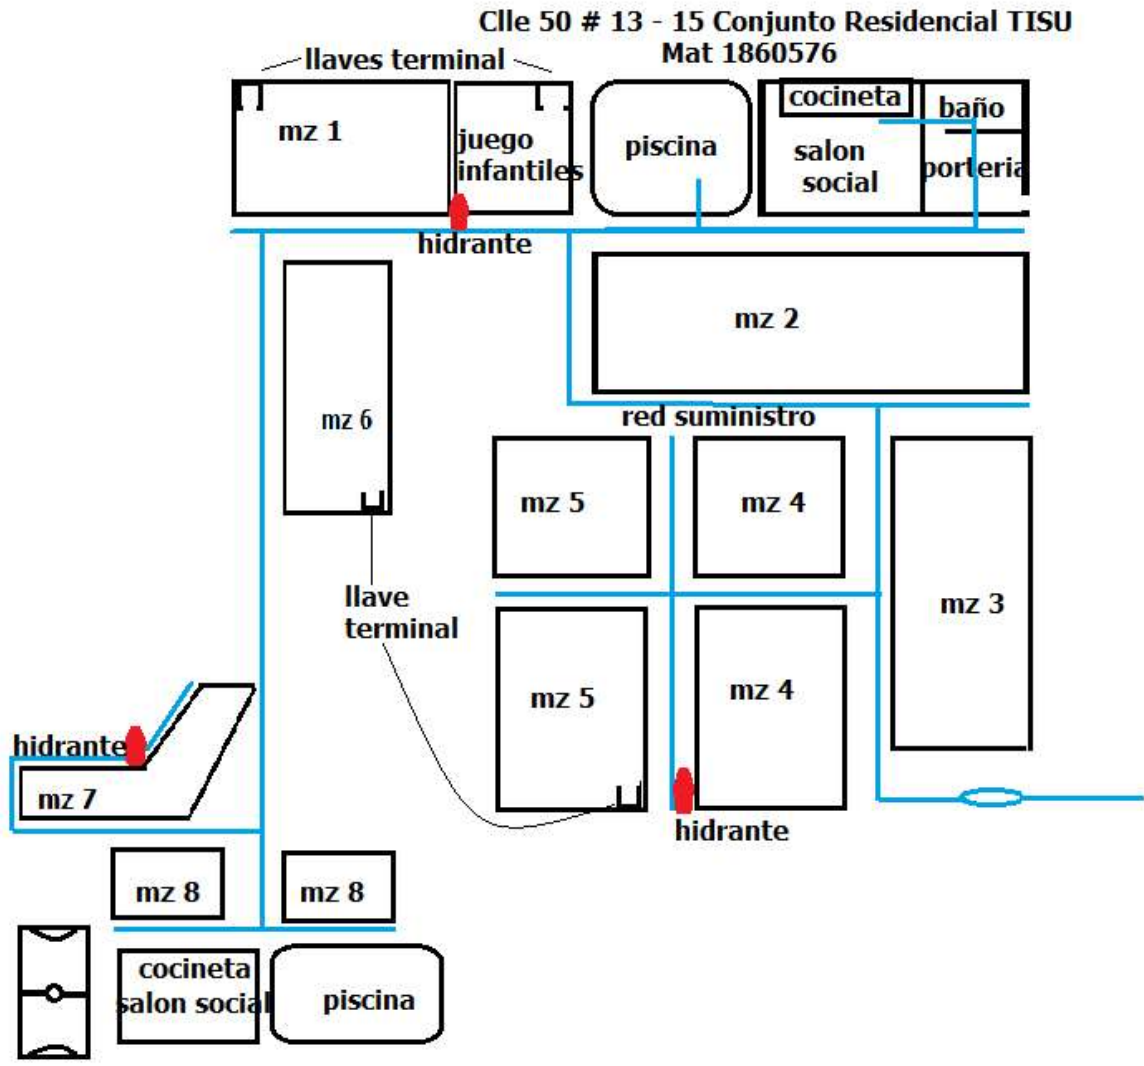 Clle 50 # 13 - 15 Conjunto Residencial TISU
Mat 1860576
llaves terminal
mz 1
juego
infantiles
piscina
cocineta
salon
social
baño
porteria
hidrante
mz 2
red suministro
mz 6
mz 5
mz 4
mz 3
llave
terminal
mz 5
mz 4
hidrante
mz 7
hidrante
mz 8
mz 8
cocineta
salon social
piscina